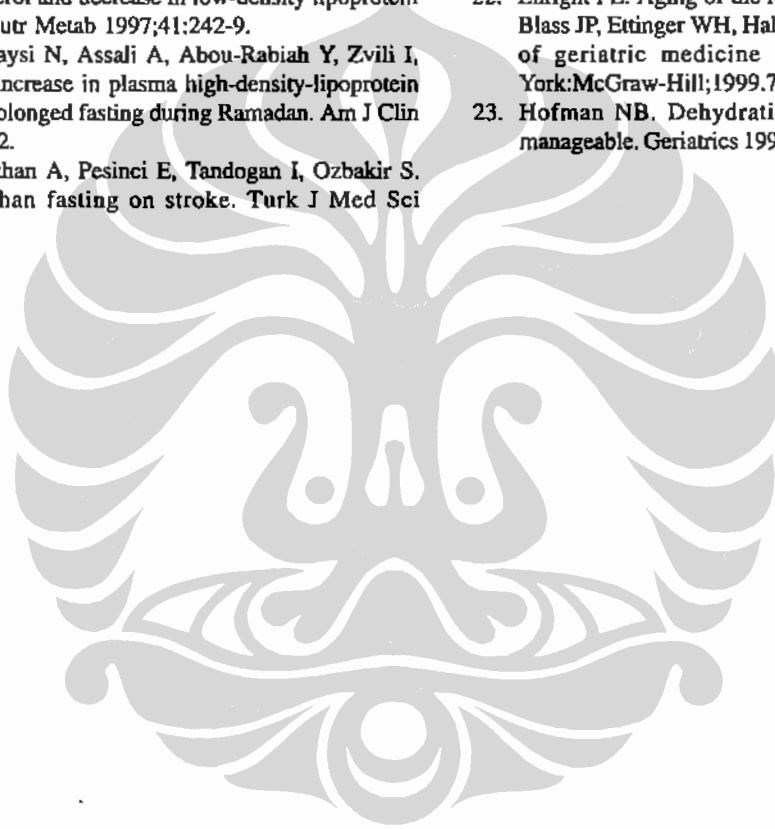 utr Metab 1997;41:242-9.
aysi N, Assali A, Abou-Rabiah Y, Zvili I,
ncrease in plasma high-density-lipoprotein
olonged fasting during Ramadan. Am J Clin
2.
han A, Pesinci E, Tandogan I, Ozbakir S.
han fasting on stroke. Turk J Med Sci
Blass JP, Ettinger WH, Hal
of geriatric medicine
York:McGraw-Hill;1999.7
23. Hofman NB. Dehydrati
manageable. Geriatrics 199